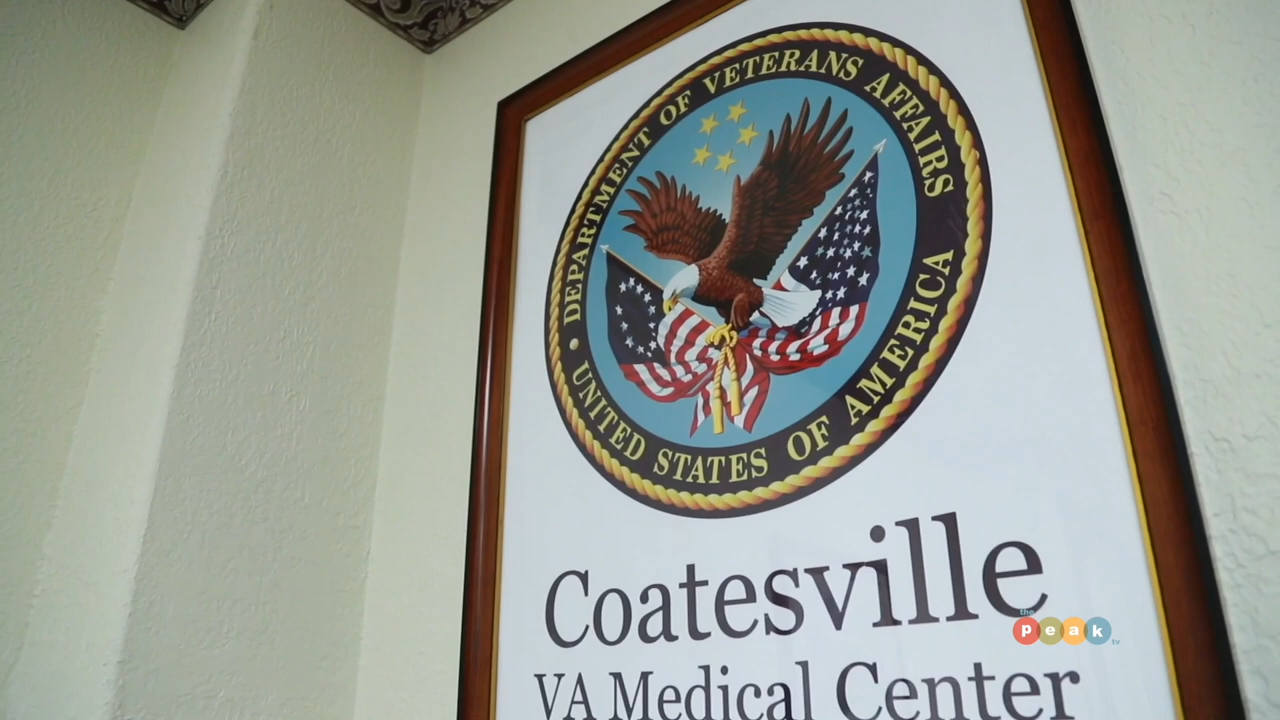 DEPARTMENT OF VETERANS AFFAIRS
• UNITED STATES OF AMERICA
Coatesville
VA Medical Center
the
peak
tv